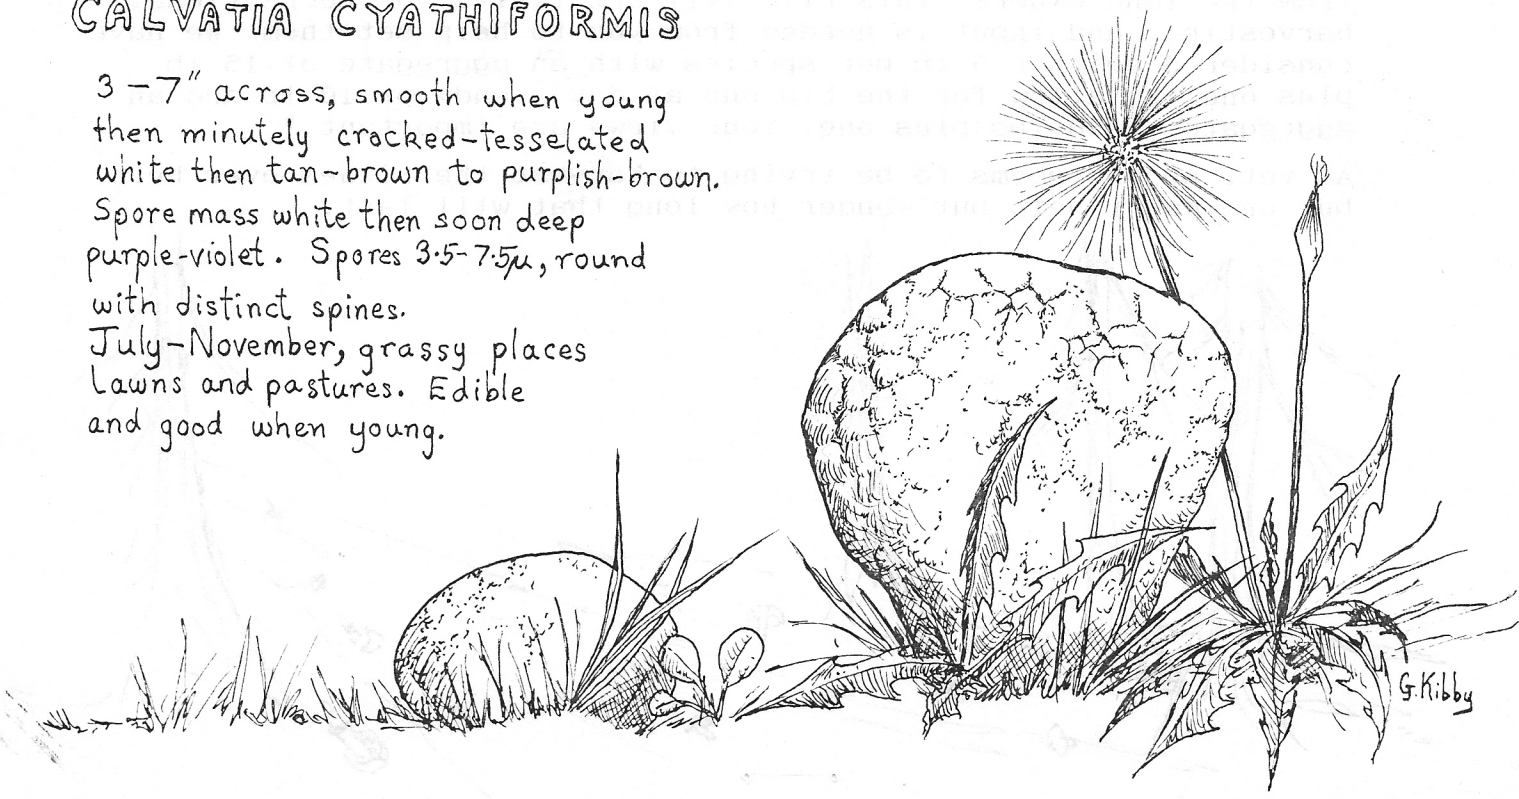 CALVATIA CYATHIFORMIS
3-7" across, smooth when young
then minutely cracked-tesselated
white then tan-brown to purplish-brown.
Spore mass white then soon deep
purple-violet. Spores 3·5-7·5µ, round
with distinct spines.
July-November, grassy places
Lawns and pastures. Edible
and good when young.
G.Kibby